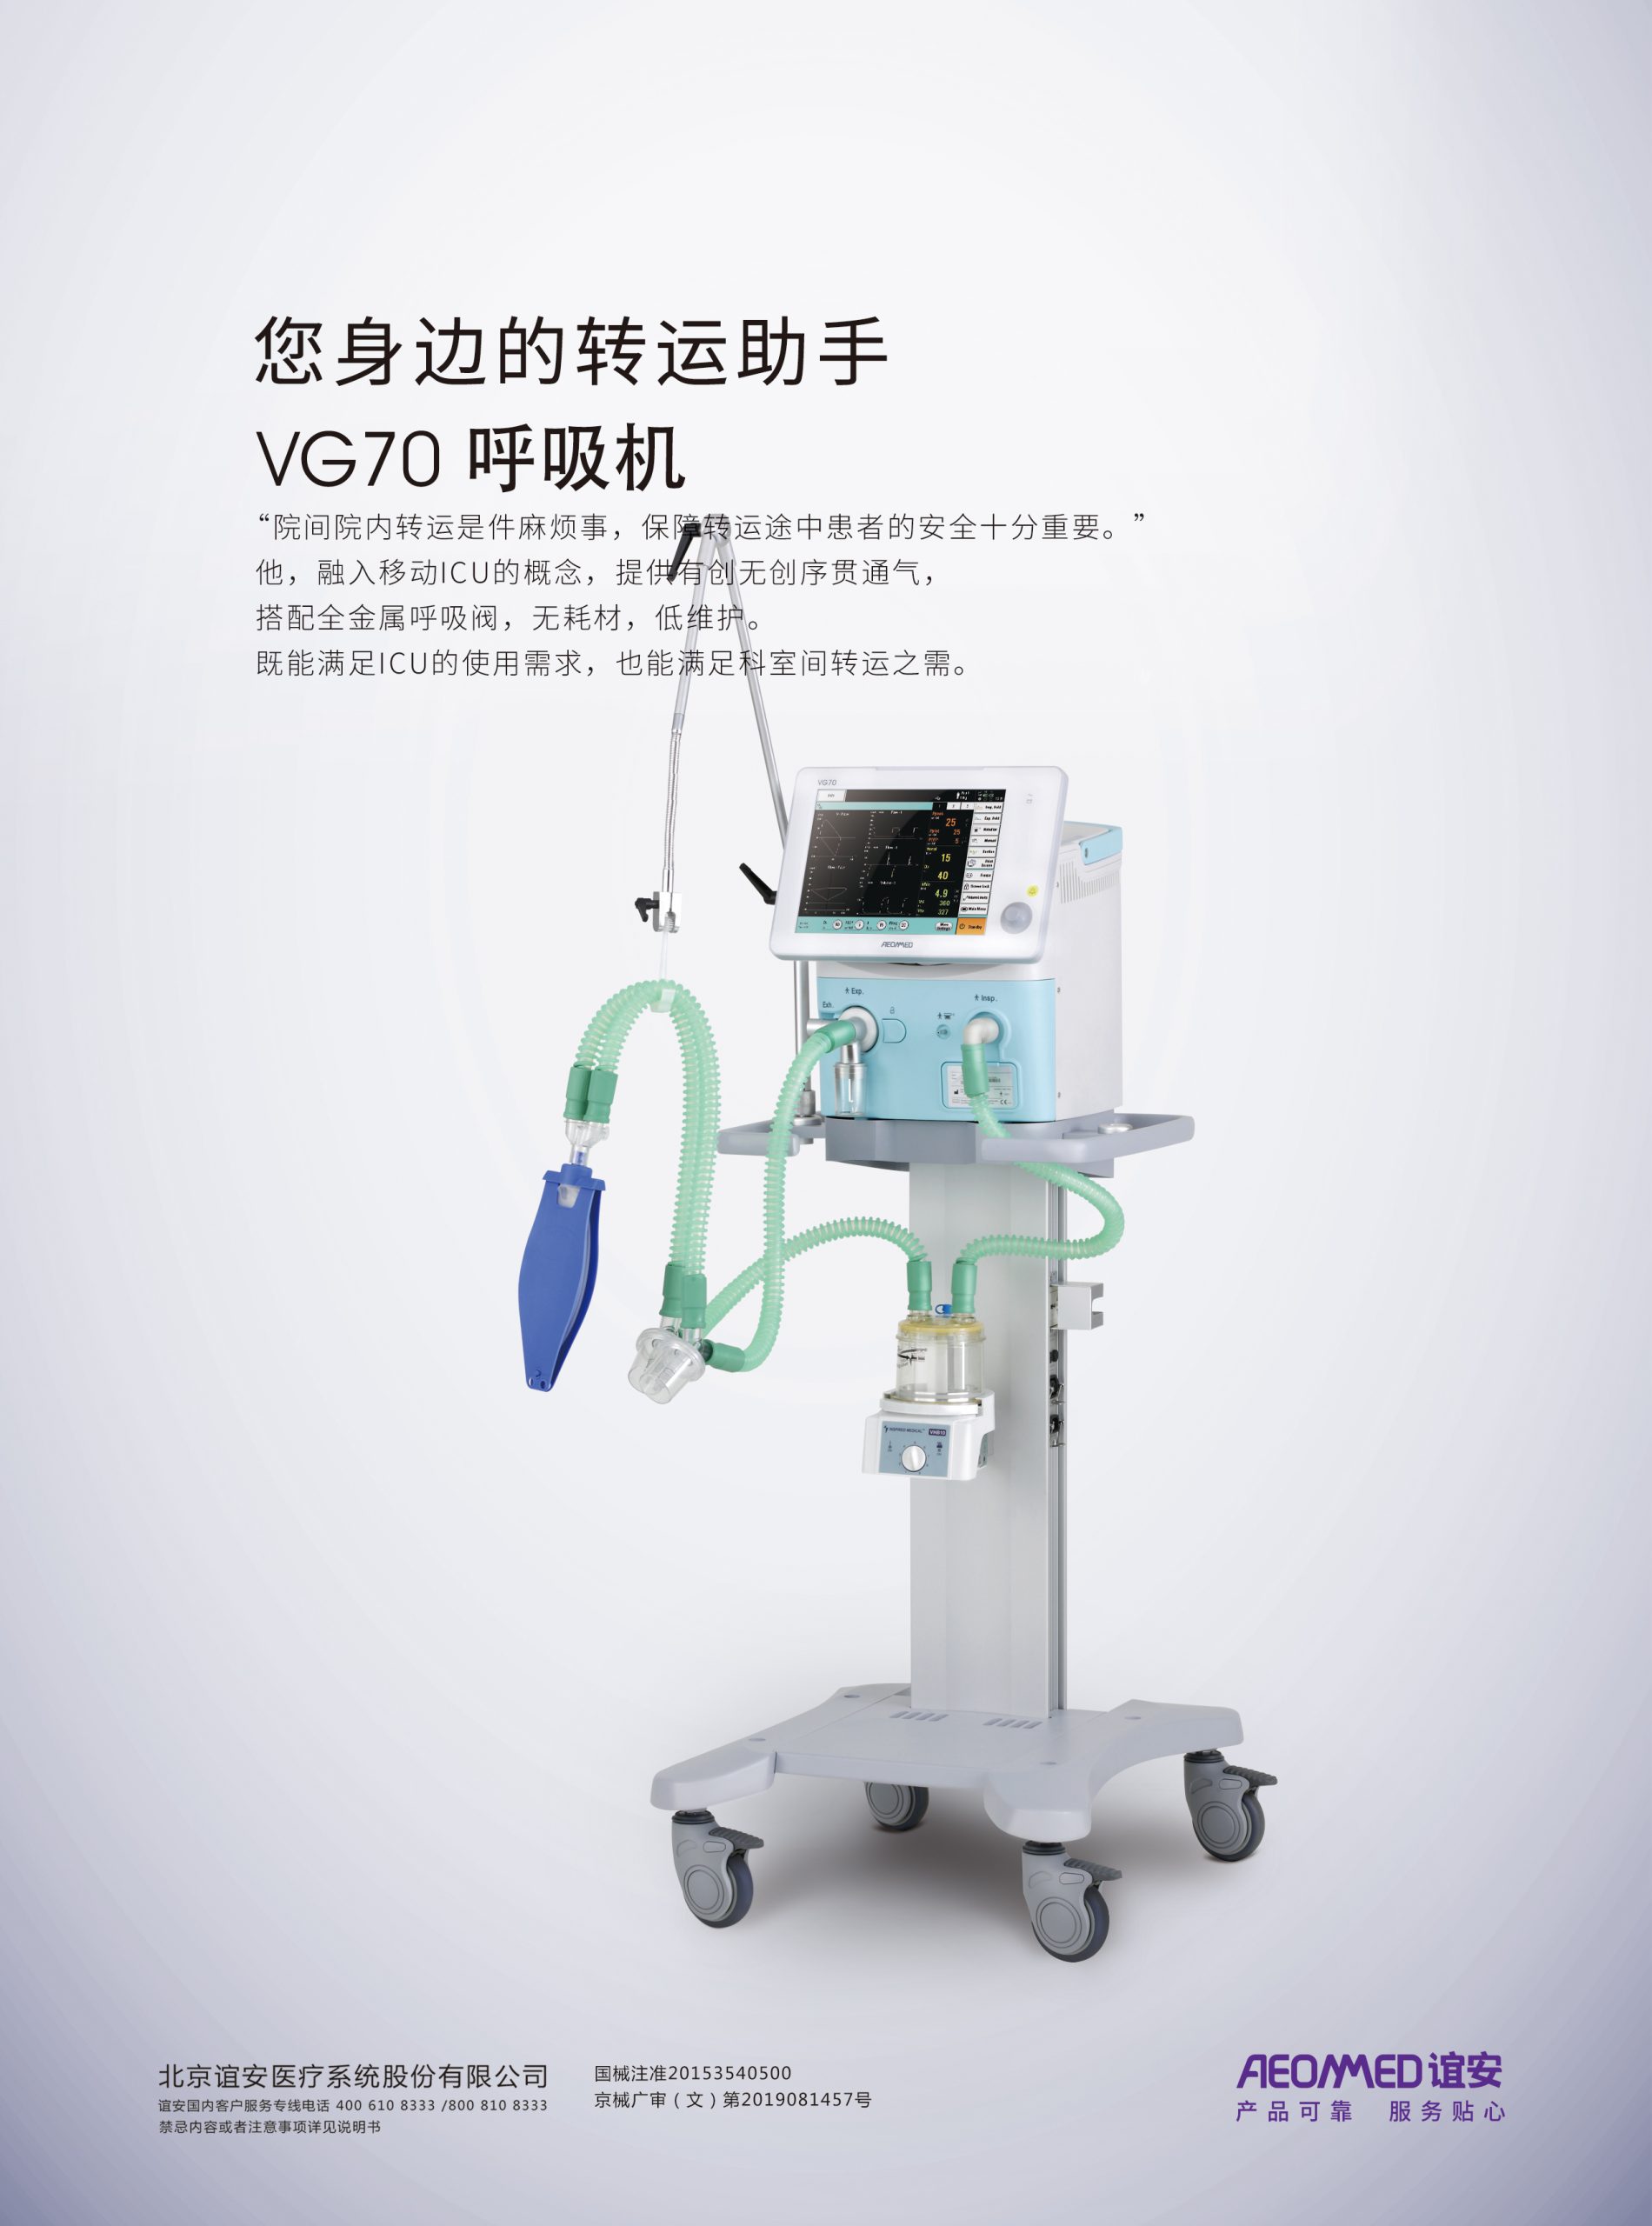 您身边的转运助手
VG70 呼吸机
“院间院内转运是件麻烦事，保障转运途中患者的安全十分重要。”
他，融入移动ICU的概念，提供有创无创序贯通气，
搭配全金属呼吸阀，无耗材，低维护。
既能满足ICU的使用需求，也能满足科室间转运之需。
VG70
25
25
5
15
40
4.9
360
327
Standby
AEONMED
Exp.
Insp.
Exh.
INSPIRED MEDICAL
北京谊安医疗系统股份有限公司
谊安国内客户服务专线电话 400 610 8333 /800 810 8333
禁忌内容或者注意事项详见说明书
国械注准20153540500
京械广审（文）第2019081457号
AEONMED 谊安
产品可靠 服务贴心